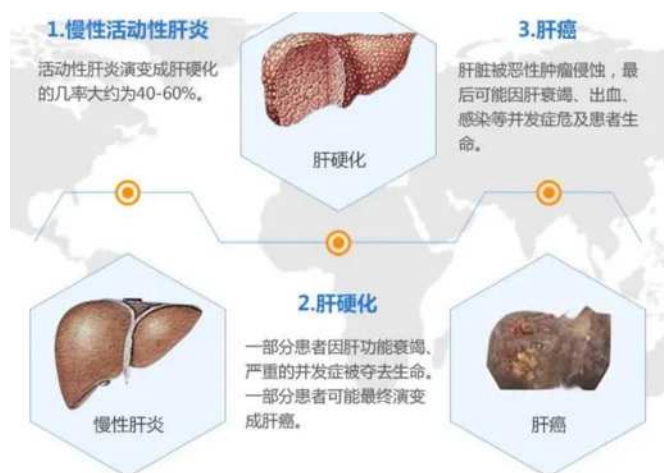 1.慢性活动性肝炎
活动性肝炎演变成肝硬化
的几率大约为40-60%。
肝硬化
3.肝癌
肝脏被恶性肿瘤侵蚀，最
后可能因肝衰竭、出血、
感染等并发症危及患者生
命。
慢性肝炎
2.肝硬化
一部分患者因肝功能衰竭、
严重的并发症被夺去生命。
一部分患者可能最终演变
成肝癌。
肝癌